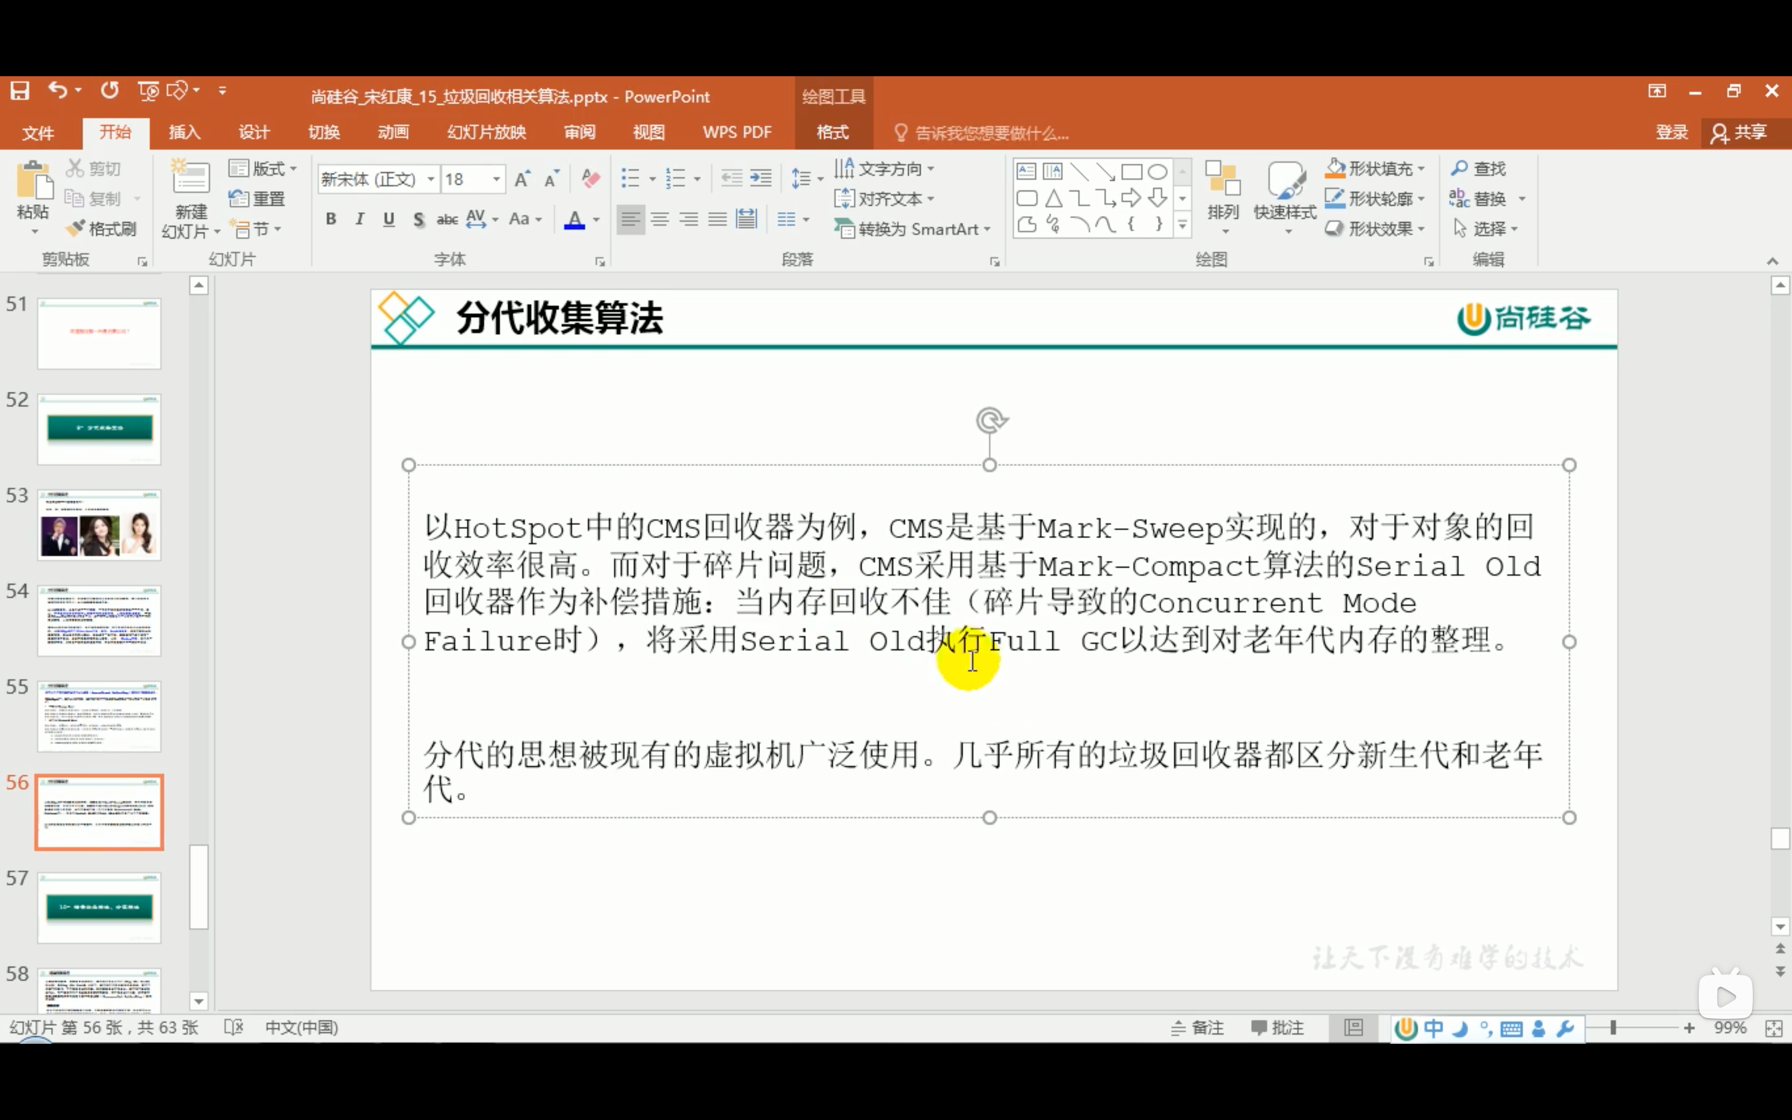 尚硅谷_宋红康_15_垃圾回收相关算法.pptx - PowerPoint
绘图工具
文件 开始 插入 设计 切换 动画 幻灯片放映 审阅 视图 WPS PDF 格式 告诉我您想要做什么... 登录 共享
粘贴 剪切 复制 格式刷 剪贴板
新建幻灯片 版式 重置 节 幻灯片
新宋体 (正文) 18 B I U S abc AV Aa A 字体
文字方向 对齐文本 转换为 SmartArt 段落
排列 快速样式 形状填充 形状轮廓 形状效果 绘图
查找 替换 选择 编辑
51
52
53
54
55
56
57
58
分代收集算法
尚硅谷
以HotSpot中的CMS回收器为例，CMS是基于Mark-Sweep实现的，对于对象的回
收效率很高。而对于碎片问题，CMS采用基于Mark-Compact算法的Serial Old
回收器作为补偿措施：当内存回收不佳（碎片导致的Concurrent Mode
Failure时），将采用Serial Old执行Full GC以达到对老年代内存的整理。
分代的思想被现有的虚拟机广泛使用。几乎所有的垃圾回收器都区分新生代和老年
代。
让天下没有难学的技术
幻灯片 第 56 张，共 63 张 中文(中国) 备注 批注 中 99%